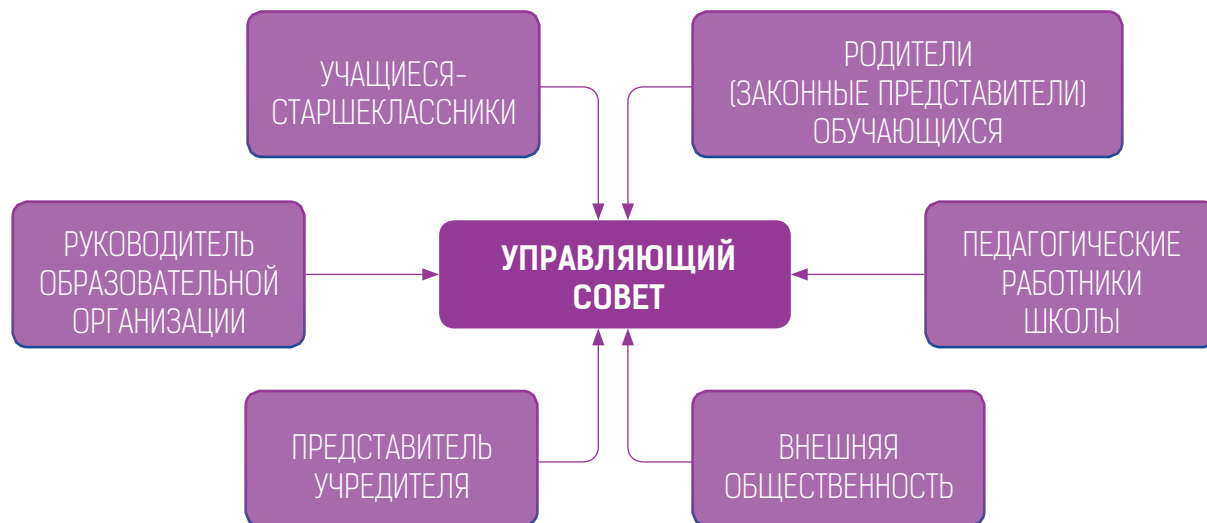 УЧАЩИЕСЯ-
СТАРШЕКЛАССНИКИ
РОДИТЕЛИ
(ЗАКОННЫЕ ПРЕДСТАВИТЕЛИ)
ОБУЧАЮЩИХСЯ
РУКОВОДИТЕЛЬ
ОБРАЗОВАТЕЛЬНОЙ
ОРГАНИЗАЦИИ
УПРАВЛЯЮЩИЙ
СОВЕТ
ПЕДАГОГИЧЕСКИЕ
РАБОТНИКИ
ШКОЛЫ
ПРЕДСТАВИТЕЛЬ
УЧРЕДИТЕЛЯ
ВНЕШНЯЯ
ОБЩЕСТВЕННОСТЬ